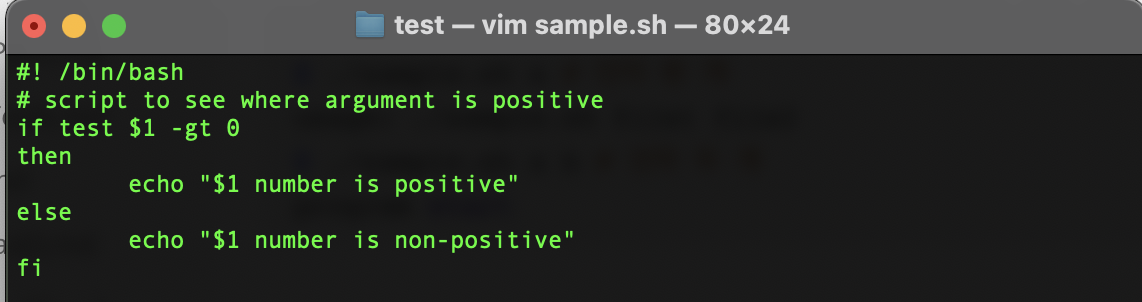 test — vim sample.sh — 80×24
#! /bin/bash
# script to see where argument is positive
if test $1 -gt 0
then
        echo "$1 number is positive"
else
        echo "$1 number is non-positive"
fi